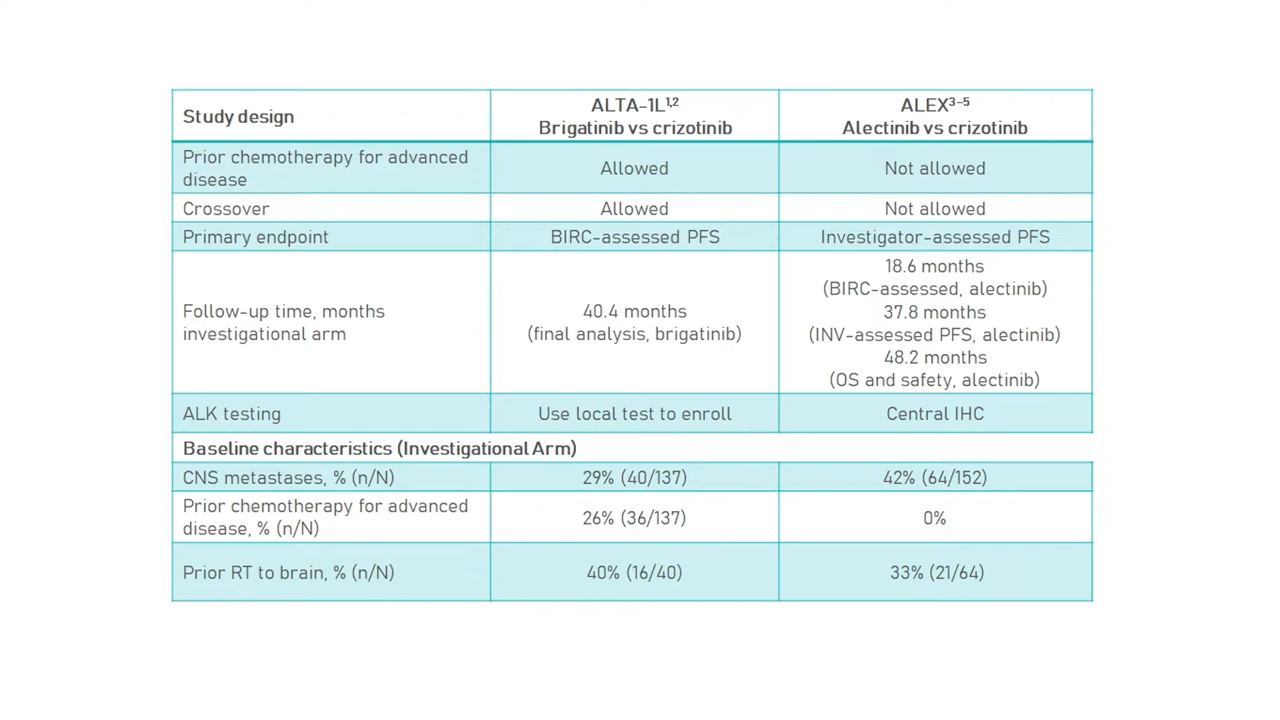 Study design
ALTA-1L¹,²
Brigatinib vs crizotinib
ALEX³⁻⁵
Alectinib vs crizotinib
Prior chemotherapy for advanced
disease
Allowed
Not allowed
Crossover
Allowed
Not allowed
Primary endpoint
BIRC-assessed PFS
Investigator-assessed PFS
Follow-up time, months
investigational arm
40.4 months
(final analysis, brigatinib)
18.6 months
(BIRC-assessed, alectinib)
37.8 months
(INV-assessed PFS, alectinib)
48.2 months
(OS and safety, alectinib)
ALK testing
Use local test to enroll
Central IHC
Baseline characteristics (Investigational Arm)
CNS metastases, % (n/N)
29% (40/137)
42% (64/152)
Prior chemotherapy for advanced
disease, % (n/N)
26% (36/137)
0%
Prior RT to brain, % (n/N)
40% (16/40)
33% (21/64)